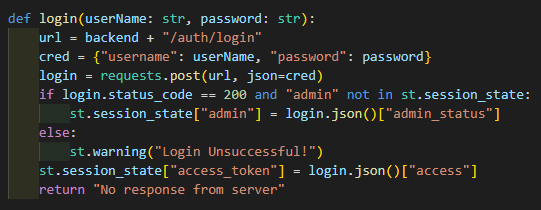 def login(userName: str, password: str):
    url = backend + "/auth/login"
    cred = {"username": userName, "password": password}
    login = requests.post(url, json=cred)
    if login.status_code == 200 and "admin" not in st.session_state:
        st.session_state["admin"] = login.json()["admin_status"]
    else:
        st.warning("Login Unsuccessful!")
    st.session_state["access_token"] = login.json()["access"]
    return "No response from server"